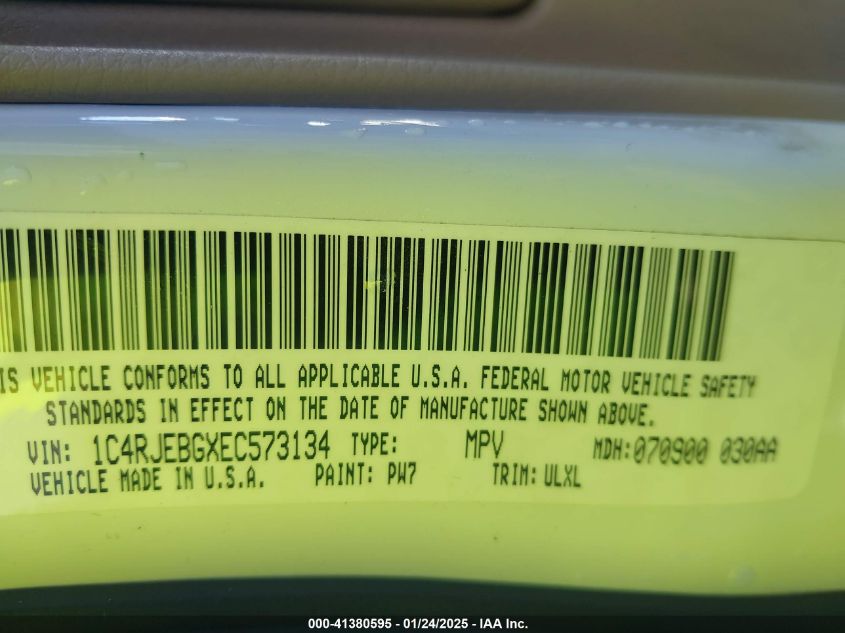 IS VEHICLE CONFORMS TO ALL APPLICABLE U.S.A. FEDERAL MOTOR VEHICLE SAFETY
STANDARDS IN EFFECT ON THE DATE OF MANUFACTURE SHOWN ABOVE.
VIN: 1C4RJEBGXEC573134 TYPE: MPV MDH: 070900 030AA
VEHICLE MADE IN U.S.A. PAINT: PW7 TRIM: ULXL
000-41380595 - 01/24/2025 - IAA Inc.